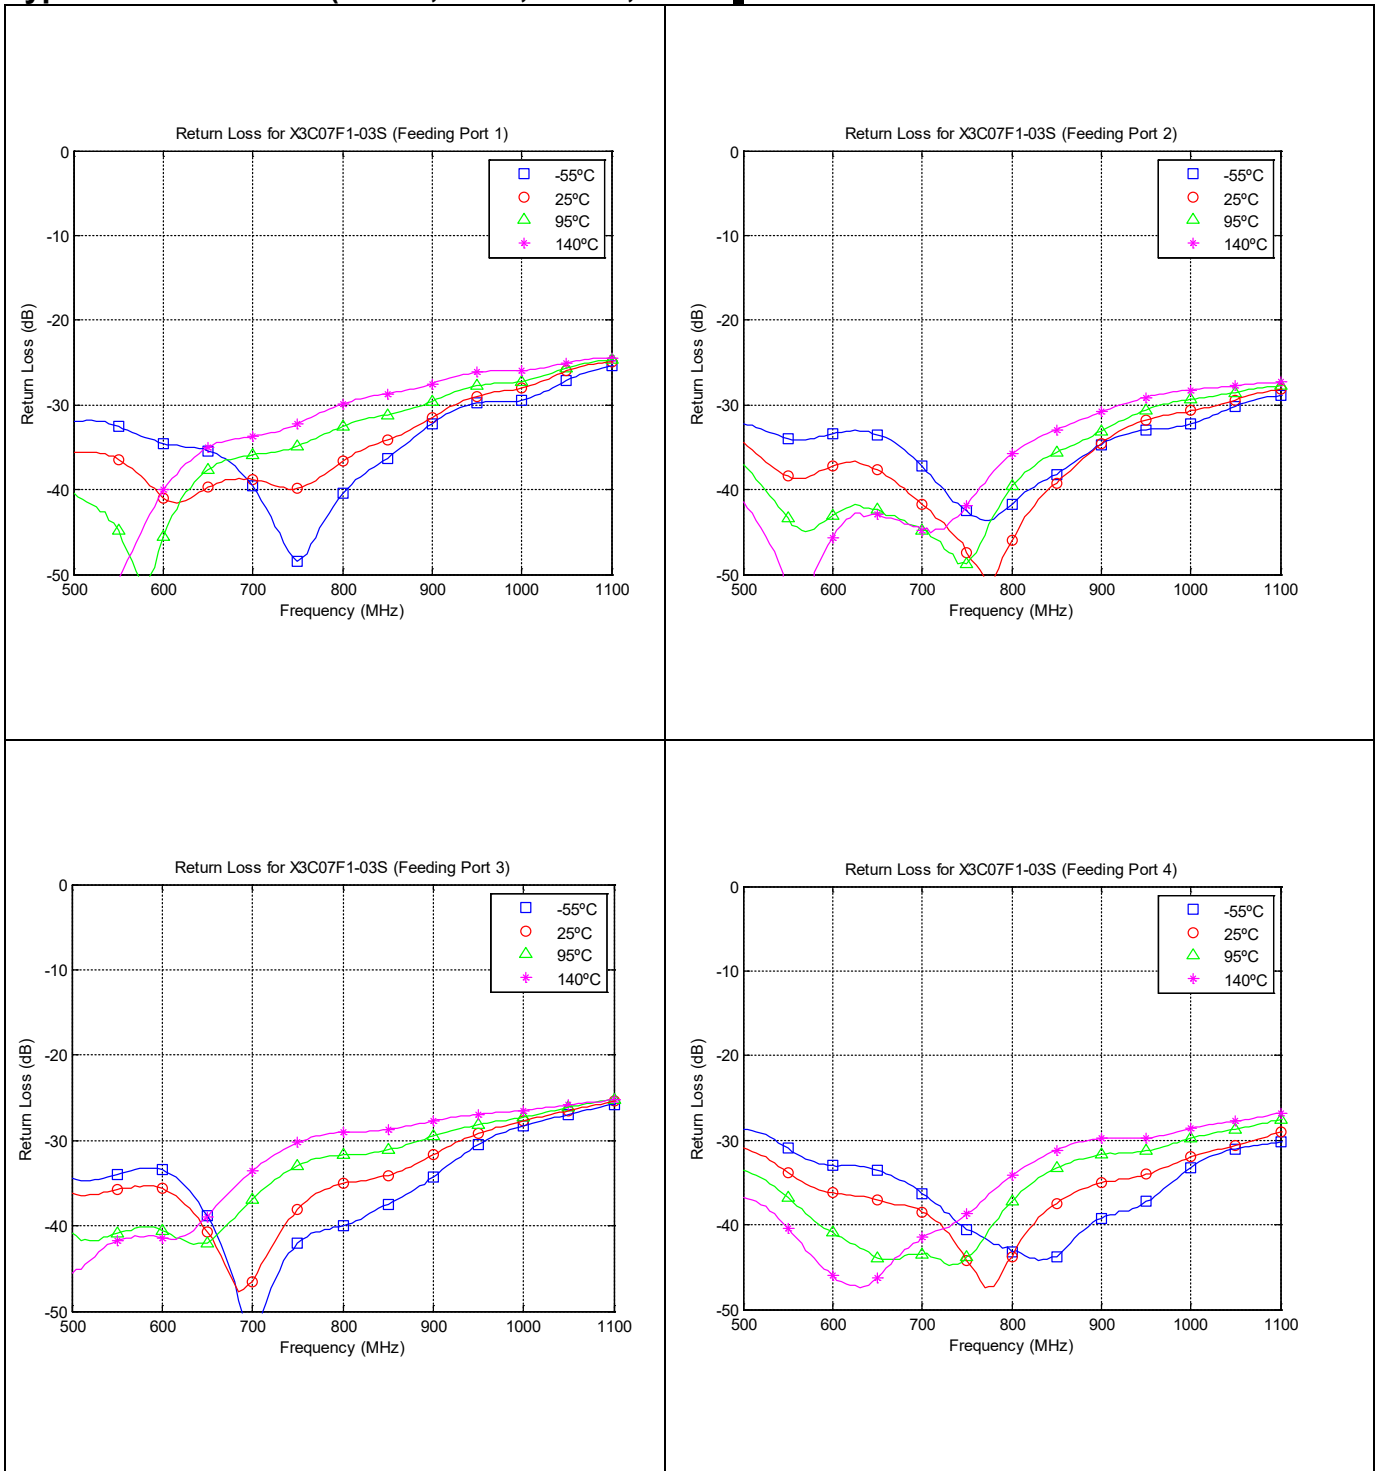 Return Loss for X3C07F1-03S (Feeding Port 1)
0
-10
-20
-30
-40
-50
Return Loss (dB)
500 600 700 800 900 1000 1100
Frequency (MHz)
-55ºC
25ºC
95ºC
140ºC
Return Loss for X3C07F1-03S (Feeding Port 2)
0
-10
-20
-30
-40
-50
Return Loss (dB)
500 600 700 800 900 1000 1100
Frequency (MHz)
-55ºC
25ºC
95ºC
140ºC
Return Loss for X3C07F1-03S (Feeding Port 3)
0
-10
-20
-30
-40
-50
Return Loss (dB)
500 600 700 800 900 1000 1100
Frequency (MHz)
-55ºC
25ºC
95ºC
140ºC
Return Loss for X3C07F1-03S (Feeding Port 4)
0
-10
-20
-30
-40
-50
Return Loss (dB)
500 600 700 800 900 1000 1100
Frequency (MHz)
-55ºC
25ºC
95ºC
140ºC